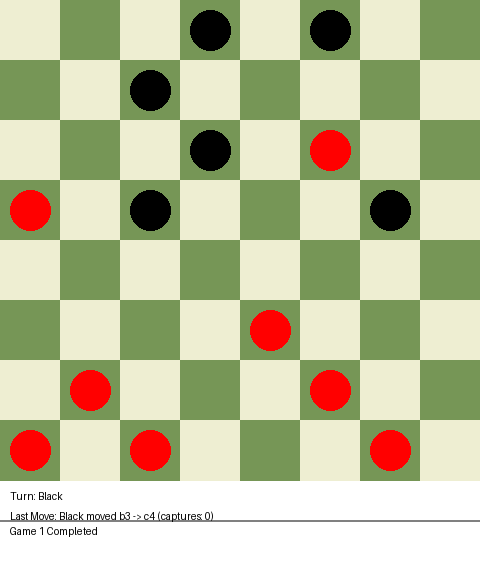 Turn: Black
Last Move: Black moved b3 -> c4 (captures: 0)
Game 1 Completed